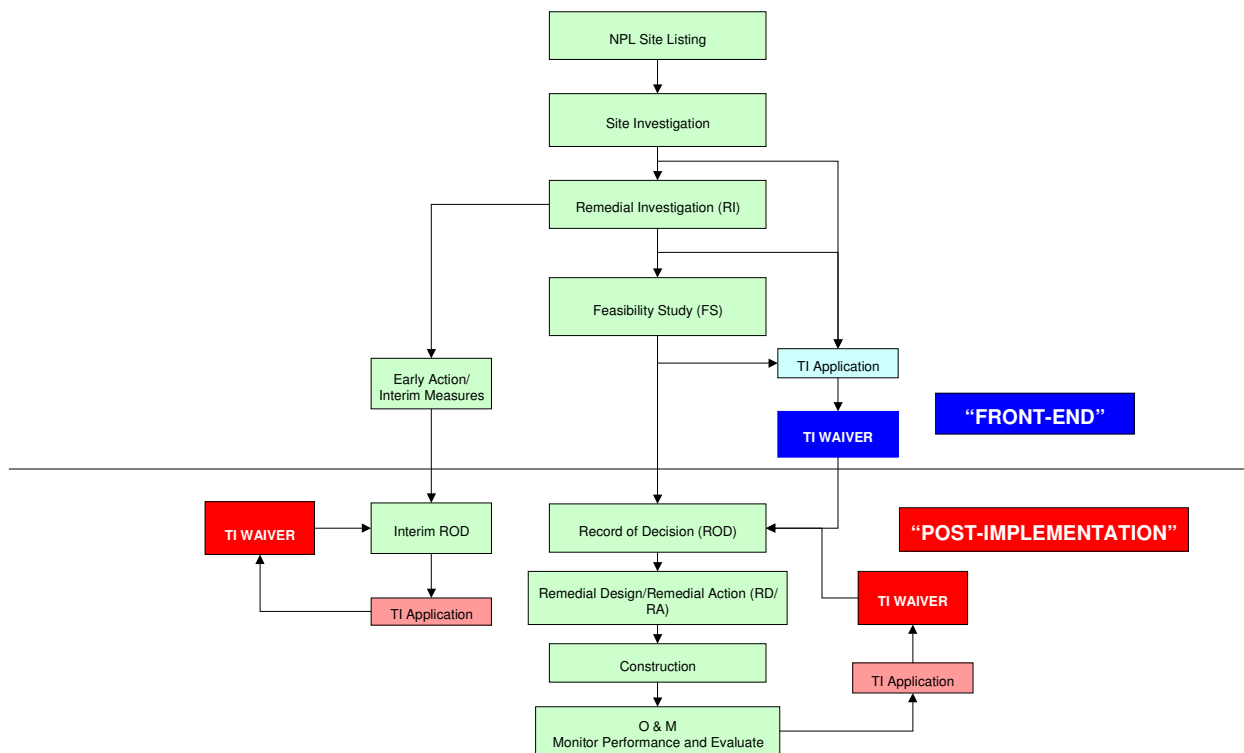 NPL Site Listing
Site Investigation
Remedial Investigation (RI)
Feasibility Study (FS)
TI Application
Early Action/
Interim Measures
“FRONT-END”
TI WAIVER
TI WAIVER
Interim ROD
Record of Decision (ROD)
“POST-IMPLEMENTATION”
TI Application
Remedial Design/Remedial Action (RD/
RA)
TI WAIVER
Construction
TI Application
O & M
Monitor Performance and Evaluate